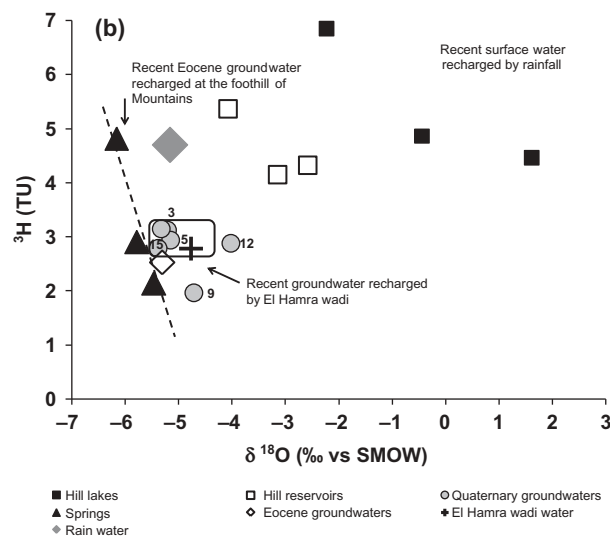 (b)
Recent Eocene groundwater
recharged at the foothill of
Mountains
Recent surface water
recharged by rainfall
³H (TU)
7
6
5
4
3
2
1
0
3
5
15
12
9
Recent groundwater recharged
by El Hamra wadi
–7 –6 –5 –4 –3 –2 –1 0 1 2
δ ¹⁸O (‰ vs SMOW)
Hill lakes Hill reservoirs Quaternary groundwaters
Springs Eocene groundwaters El Hamra wadi water
Rain water